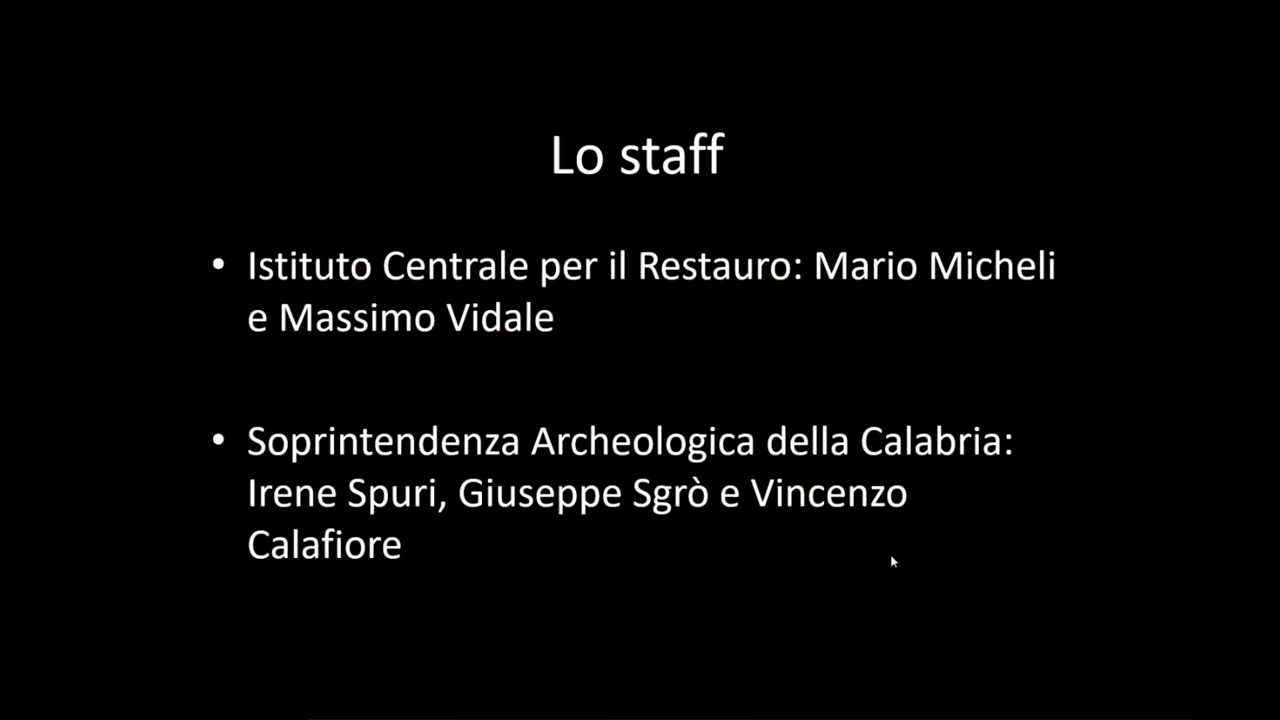 Lo staff
• Istituto Centrale per il Restauro: Mario Micheli
e Massimo Vidale
• Soprintendenza Archeologica della Calabria:
Irene Spuri, Giuseppe Sgrò e Vincenzo
Calafiore